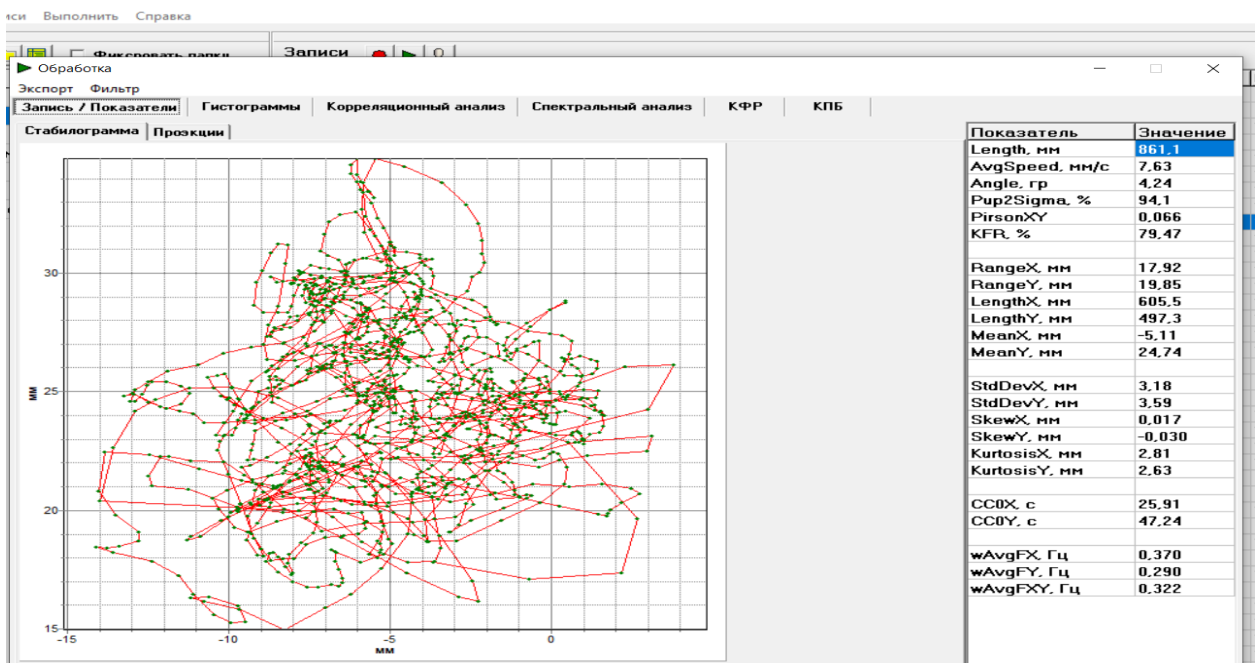 Выполнить Справка
Фиксровать папки
Записи
Обработка
Экспорт Фильтр
Запись / Показатели Гистограммы Корреляционный анализ Спектральный анализ КФР КПБ
Стабилограмма Проэкции
Показатель Значение
Length, мм 861,1
AvgSpeed, мм/с 7,63
Angle, гр 4,24
Pup2Sigma, % 94,1
PirsonXY 0,066
KFR, % 79,47
RangeX, мм 17,92
RangeY, мм 19,85
LengthX, мм 605,5
LengthY, мм 497,3
MeanX, мм -5,11
MeanY, мм 24,74
StdDevX, мм 3,18
StdDevY, мм 3,59
SkewX, мм 0,017
SkewY, мм -0,030
KurtosisX, мм 2,81
KurtosisY, мм 2,63
CC0X, с 25,91
CC0Y, с 47,24
wAvgFX, Гц 0,370
wAvgFY, Гц 0,290
wAvgFXY, Гц 0,322
30
25
20
15
мм
-15 -10 -5 0
мм